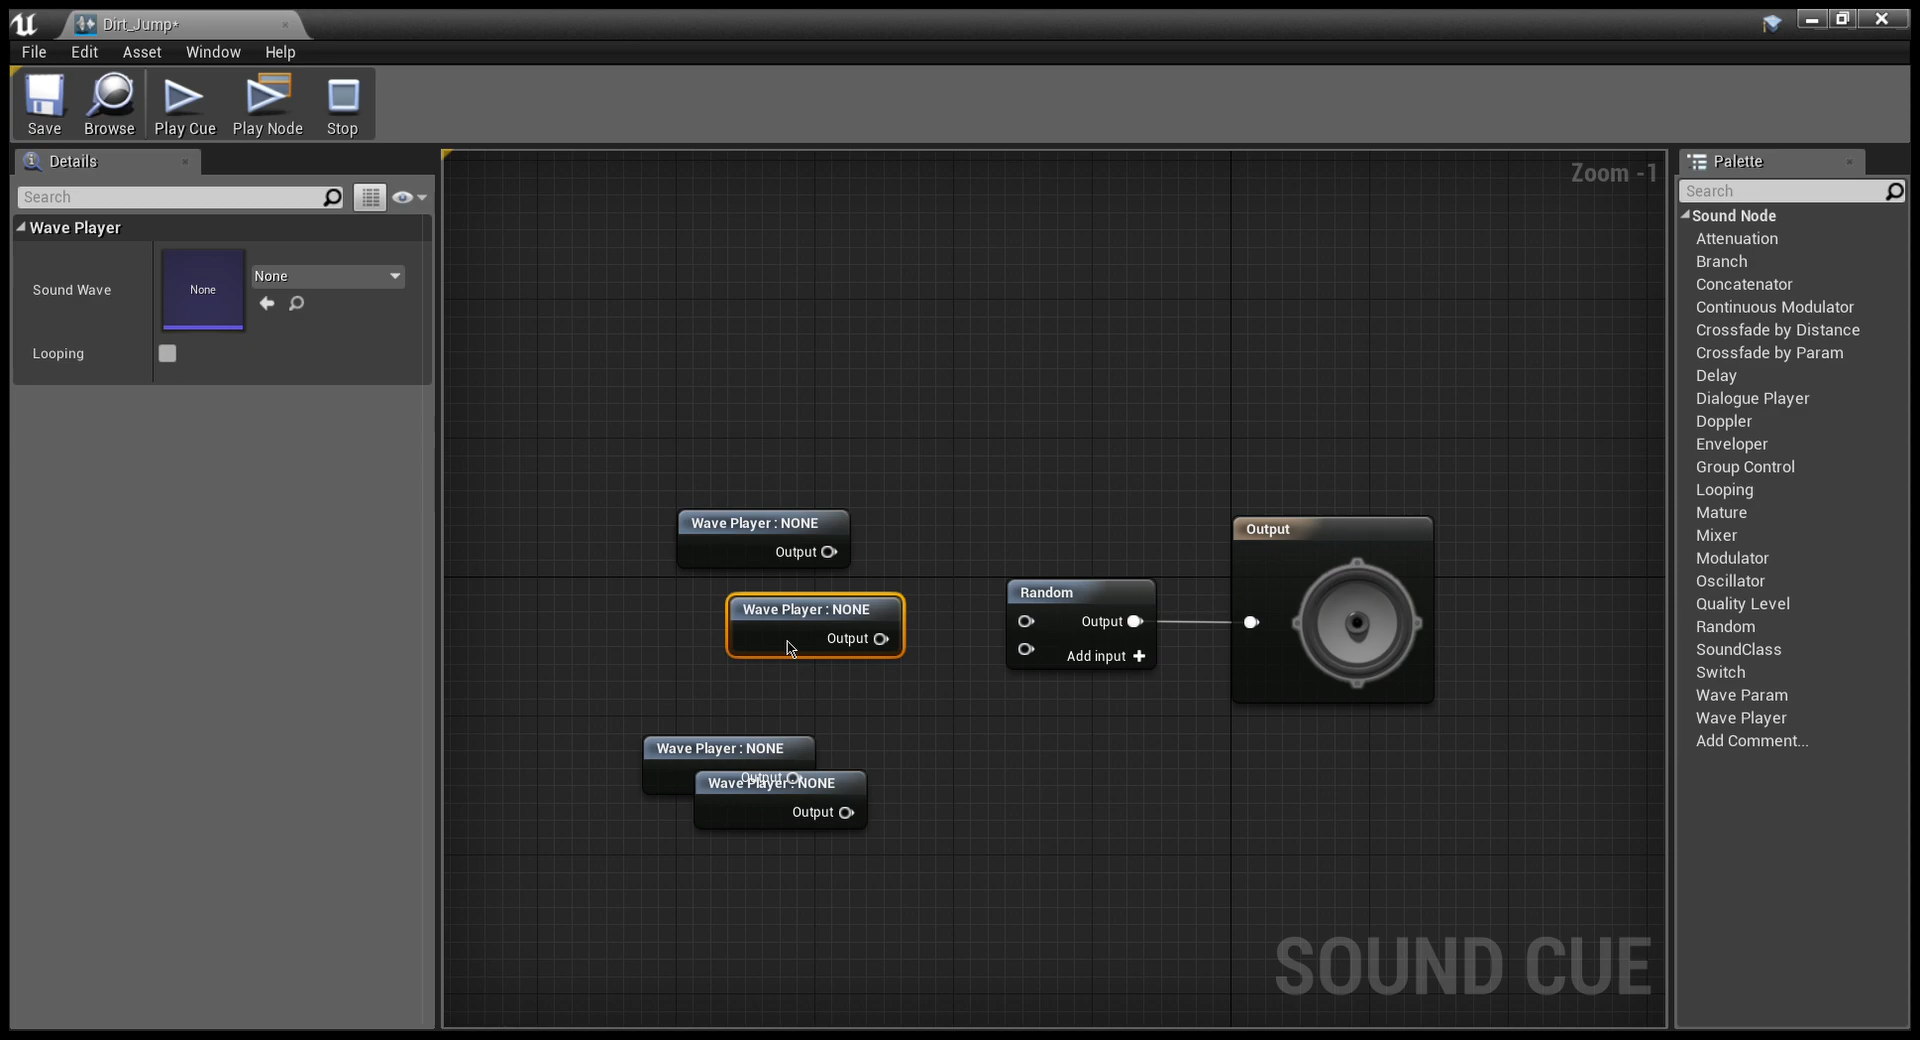 Dirt_Jump*
File Edit Asset Window Help
Save Browse Play Cue Play Node Stop
Details
Search
Wave Player
Sound Wave
None
None
Looping
Zoom -1
Wave Player : NONE
Output
Wave Player : NONE
Output
Wave Player : NONE
Output
Wave Player : NONE
Output
Random
Output
Add input
Output
SOUND CUE
Palette
Search
Sound Node
Attenuation
Branch
Concatenator
Continuous Modulator
Crossfade by Distance
Crossfade by Param
Delay
Dialogue Player
Doppler
Enveloper
Group Control
Looping
Mature
Mixer
Modulator
Oscillator
Quality Level
Random
SoundClass
Switch
Wave Param
Wave Player
Add Comment...